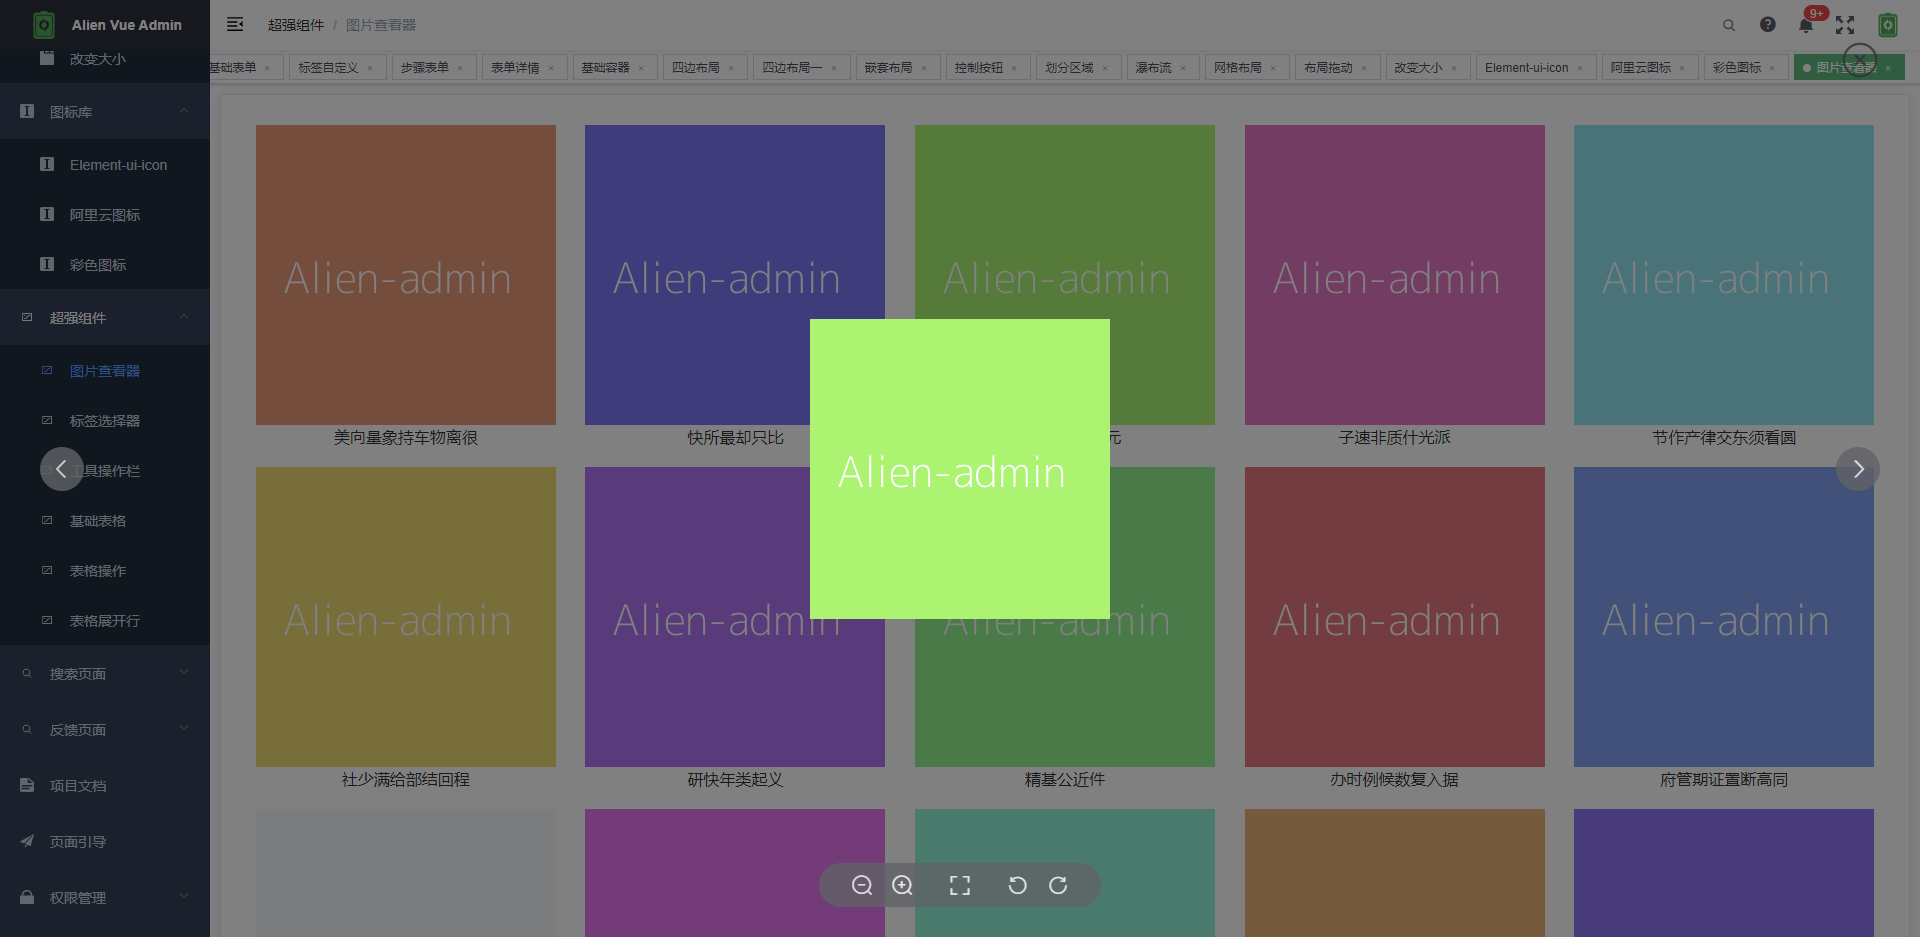 Alien Vue Admin
超强组件 / 图片查看器
9+
改变大小
图标库
Element-ui-icon
阿里云图标
彩色图标
超强组件
图片查看器
标签选择器
工具操作栏
基础表格
表格操作
表格展开行
搜索页面
反馈页面
项目文档
页面引导
权限管理
基础表单 × 标签自定义 × 步骤表单 × 表单详情 × 基础容器 × 四边布局 × 四边布局一 × 嵌套布局 × 控制按钮 × 划分区域 × 瀑布流 × 网格布局 × 布局拖动 × 改变大小 × Element-ui-icon × 阿里云图标 × 彩色图标 × 图片查看器 ×
Alien-admin
Alien-admin
Alien-admin
Alien-admin
Alien-admin
美向量象持车物离很
快所最却只比
元
子速非质什光派
节作产律交东须看圆
Alien-admin
Alien-admin
Alien-admin
Alien-admin
Alien-admin
Alien-admin
社少满给部结回程
研快年类起义
精基公近件
办时例候数复入据
府管期证置断高同